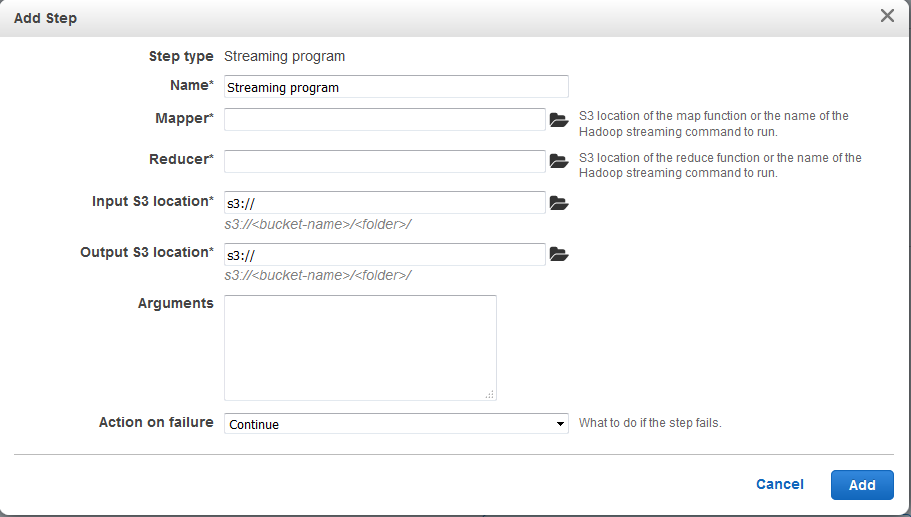 Add Step
Step type Streaming program
Name* Streaming program
Mapper* S3 location of the map function or the name of the
Hadoop streaming command to run.
Reducer* S3 location of the reduce function or the name of the
Hadoop streaming command to run.
Input S3 location* s3://
s3://<bucket-name>/<folder>/
Output S3 location* s3://
s3://<bucket-name>/<folder>/
Arguments
Action on failure Continue What to do if the step fails.
Cancel Add